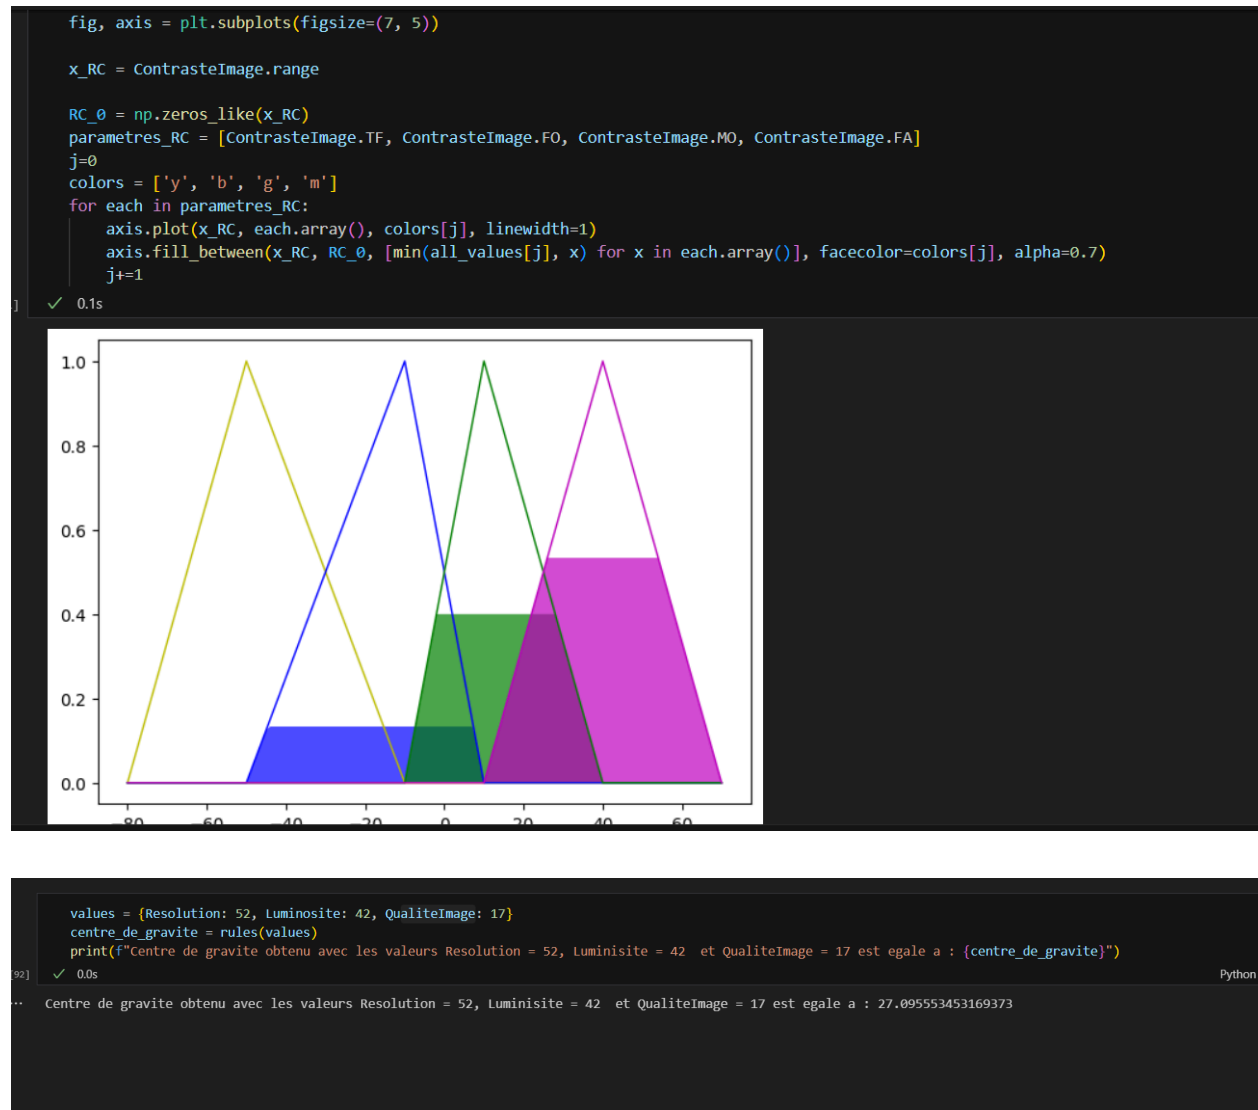 fig, axis = plt.subplots(figsize=(7, 5))
x_RC = ContrasteImage.range
RC_0 = np.zeros_like(x_RC)
parametres_RC = [ContrasteImage.TF, ContrasteImage.FO, ContrasteImage.MO, ContrasteImage.FA]
j=0
colors = ['y', 'b', 'g', 'm']
for each in parametres_RC:
    axis.plot(x_RC, each.array(), colors[j], linewidth=1)
    axis.fill_between(x_RC, RC_0, [min(all_values[j], x) for x in each.array()], facecolor=colors[j], alpha=0.7)
    j+=1
] ✓ 0.1s
1.0
0.8
0.6
0.4
0.2
0.0
−80 −60 −40 −20 0 20 40 60
values = {Resolution: 52, Luminosite: 42, QualiteImage: 17}
centre_de_gravite = rules(values)
print(f"Centre de gravite obtenu avec les valeurs Resolution = 52, Luminisite = 42  et QualiteImage = 17 est egale a : {centre_de_gravite}")
[92] ✓ 0.0s Python
... Centre de gravite obtenu avec les valeurs Resolution = 52, Luminisite = 42  et QualiteImage = 17 est egale a : 27.095553453169373